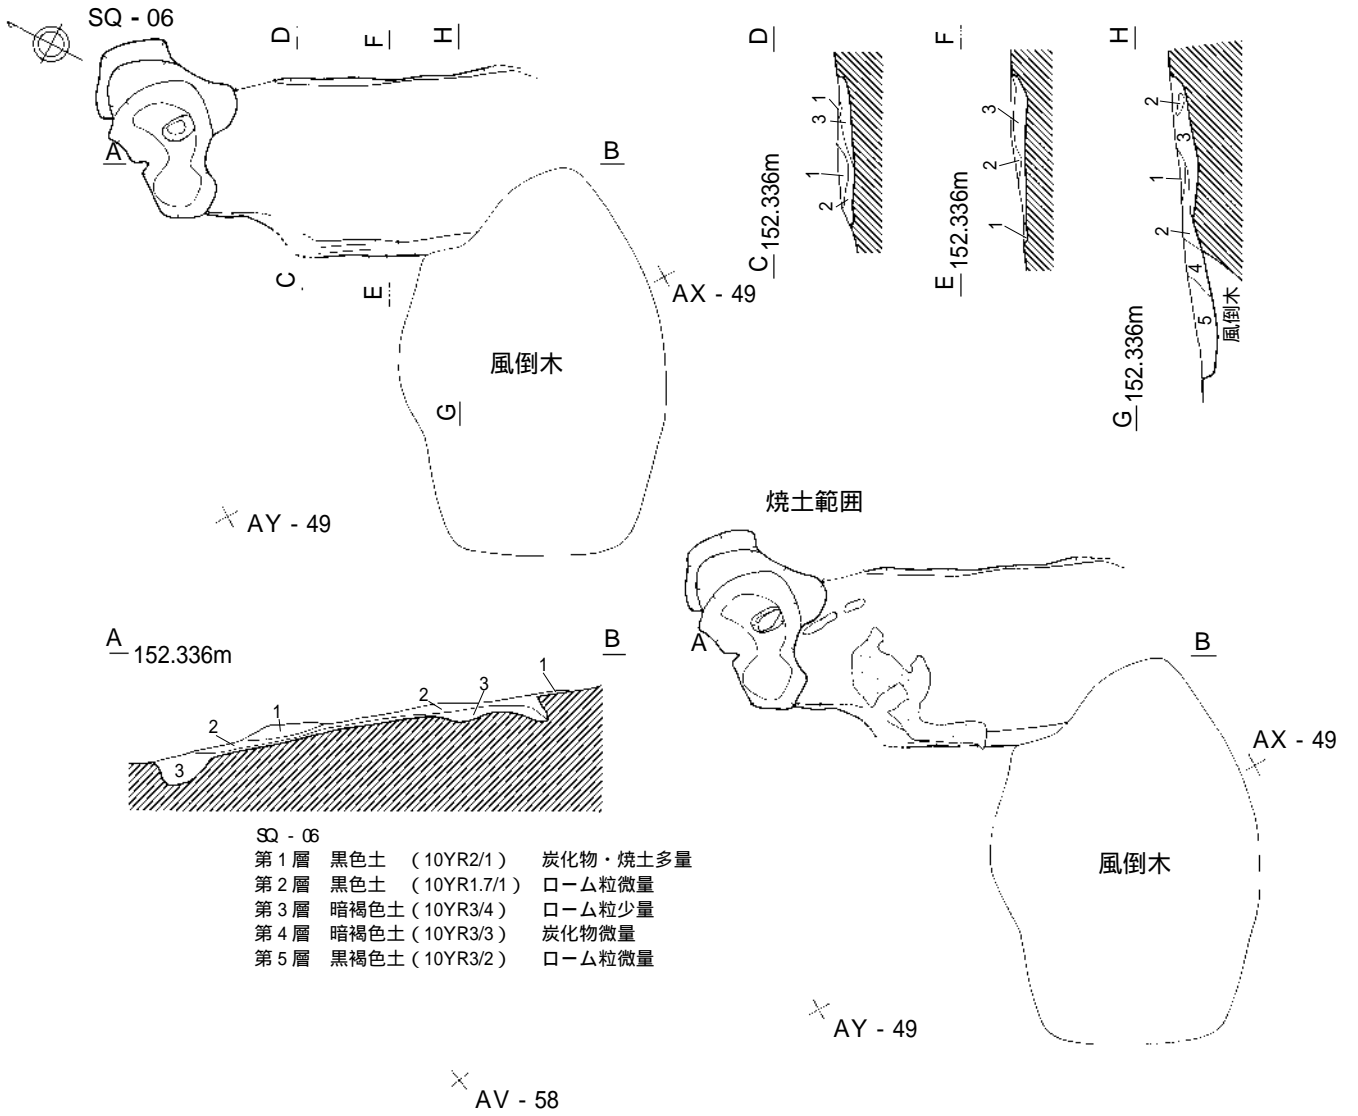 SQ - 06
D F H
A B
C E
AX - 49
風倒木
G
AY - 49
D F H
1 3 1 2
3 2 1
2 3 1 2 4 5
風倒木
C 152.336m
E 152.336m
G 152.336m
焼土範囲
A 152.336m B
2 1 2 3 1
3
A B
AX - 49
風倒木
AY - 49
SQ - 06
第1層 黒色土 (10YR2/1) 炭化物・焼土多量
第2層 黒色土 (10YR1.7/1) ローム粒微量
第3層 暗褐色土(10YR3/4) ローム粒少量
第4層 暗褐色土(10YR3/3) 炭化物微量
第5層 黒褐色土(10YR3/2) ローム粒微量
AV - 58